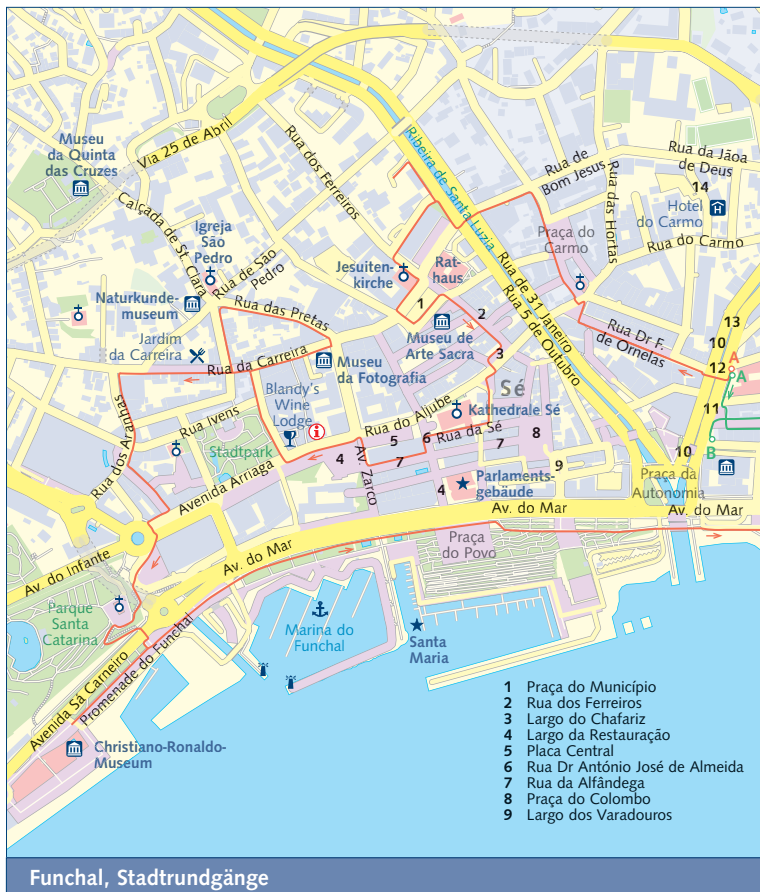 Via 25 de Abril
Museu
da Quinta
das Cruzes
Rua dos Ferreiros
Ribeira de Santa Luzia
Rua de
Bom Jesus
Rua das Hortas
Rua da Jãoa
de Deus
14
Hotel
do Carmo
Rua do Carmo
Praça do
Carmo
Calçada de St. Clara
Igreja
São
Pedro
Rua de São
Pedro
Jesuiten-
kirche
Rat-
haus
1
2
Rua de 31 Janeiro
Rua 5 de Outubro
Naturkunde-
museum
Rua das Pretas
Museu de
Arte Sacra
3
Rua Dr F.
de Ornelas
13
10
12
A
A
11
B
10
Jardim
da Carreira
Rua da Carreira
Museu
da Fotografia
Blandy's
Wine
Lodge
Sé
Kathedrale Sé
Rua do Aljube
Rua da Sé
5
6
7
7
8
9
Rua dos Aranhas
Rua Ivens
Stadtpark
4
Av. Zarco
4
Parlaments-
gebäude
Praça da
Autonomia
Avenida Arriaga
Av. do Mar
Av. do Mar
Av. do Mar
Praça
do Povo
Av. do Infante
Parque
Santa
Catarina
Marina do
Funchal
Santa
Maria
Avenida Sá Carneiro
Promenade do Funchal
Christiano-Ronaldo-
Museum
1 Praça do Município
2 Rua dos Ferreiros
3 Largo do Chafariz
4 Largo da Restauração
5 Placa Central
6 Rua Dr António José de Almeida
7 Rua da Alfândega
8 Praça do Colombo
9 Largo dos Varadouros
Funchal, Stadtrundgänge